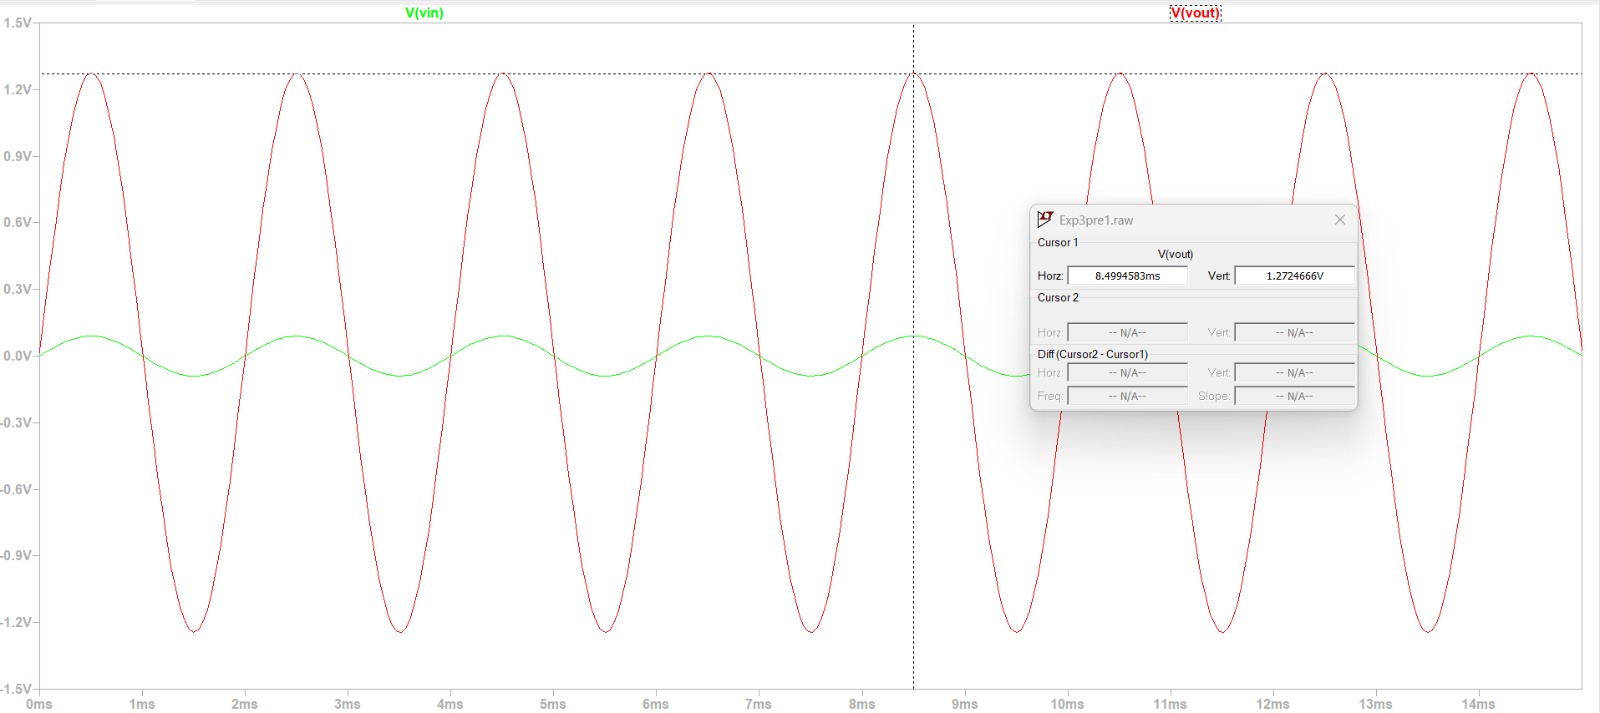 V(vin) V(vout)
1.5V
1.2V
0.9V
0.6V
0.3V
0.0V
-0.3V
-0.6V
-0.9V
-1.2V
-1.5V
0ms 1ms 2ms 3ms 4ms 5ms 6ms 7ms 8ms 9ms 10ms 11ms 12ms 13ms 14ms
Exp3pre1.raw
Cursor 1
V(vout)
Horz: 8.4994583ms Vert: 1.2724666V
Cursor 2
Horz: -- N/A-- Vert: -- N/A--
Diff (Cursor2 - Cursor1)
Horz: -- N/A-- Vert: -- N/A--
Freq: -- N/A-- Slope: -- N/A--